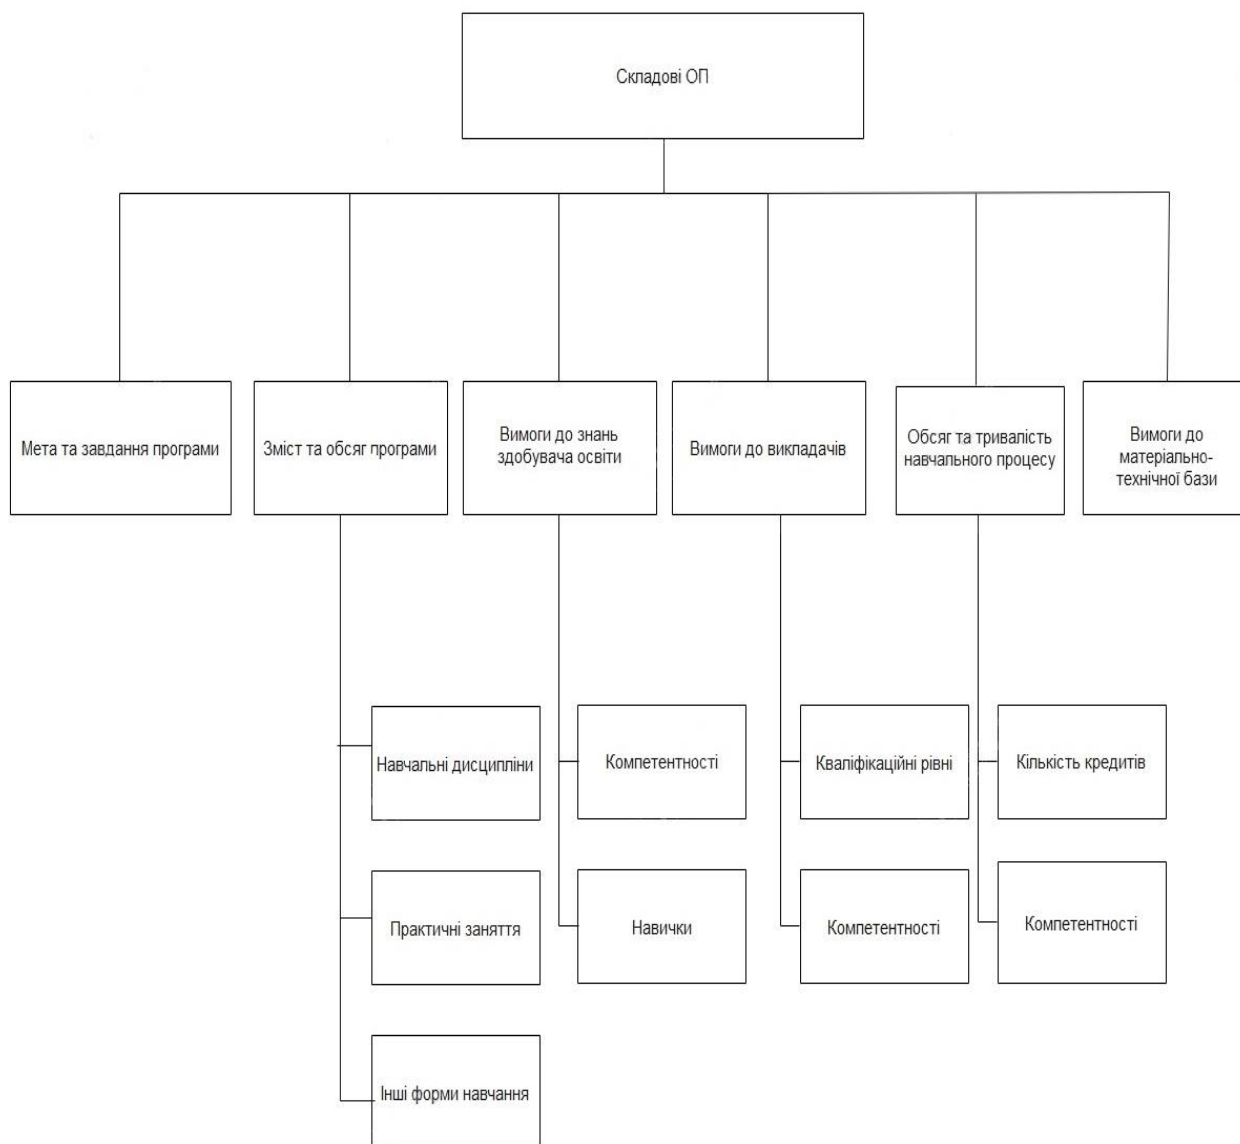 Складові ОП
Мета та завдання програми
Зміст та обсяг програми
Вимоги до знань
здобувача освіти
Вимоги до викладачів
Обсяг та тривалість
навчального процесу
Вимоги до
матеріально-
технічної бази
Навчальні дисципліни
Компетентності
Кваліфікаційні рівні
Кількість кредитів
Практичні заняття
Навички
Компетентності
Компетентності
Інші форми навчання